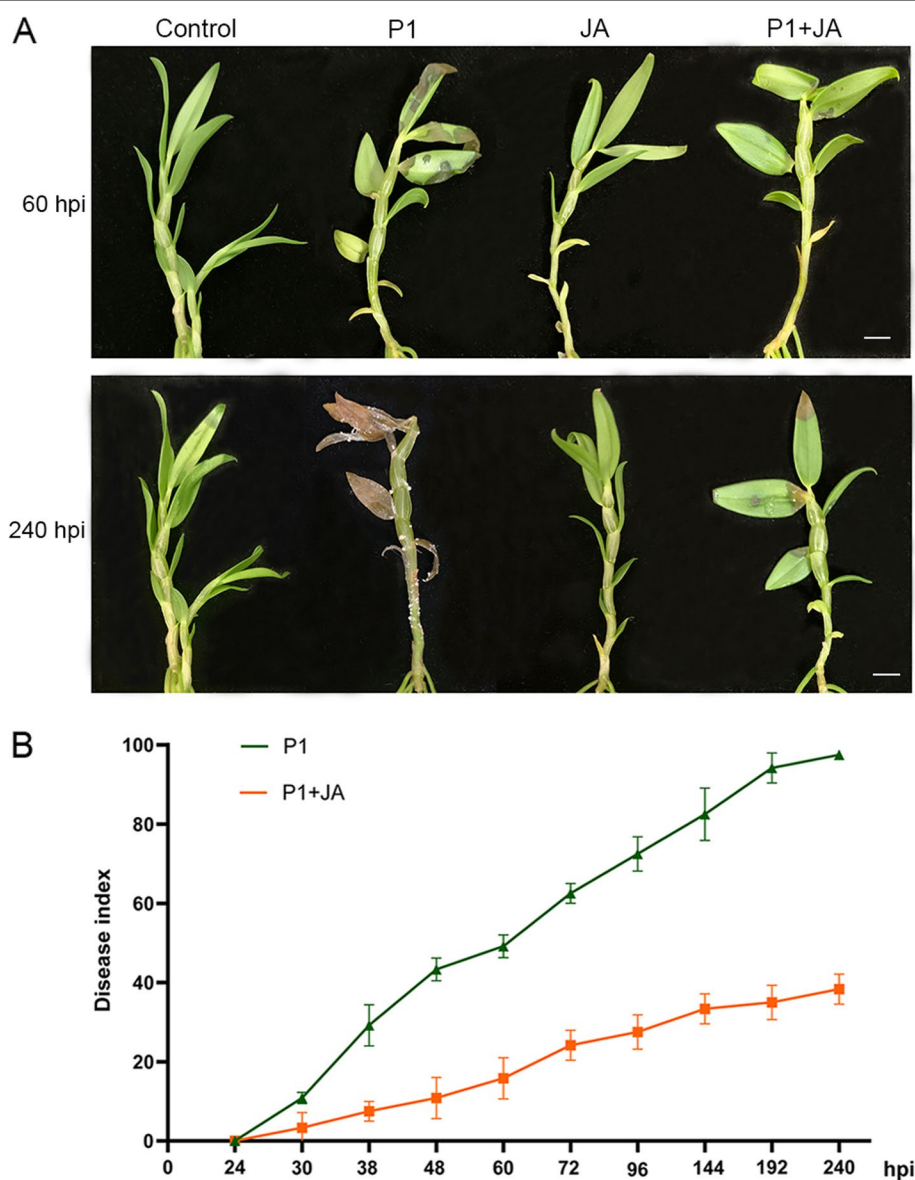 A
Control P1 JA P1+JA
60 hpi
240 hpi
B
P1
P1+JA
Disease index
100
80
60
40
20
0
0 24 30 38 48 60 72 96 144 192 240 hpi